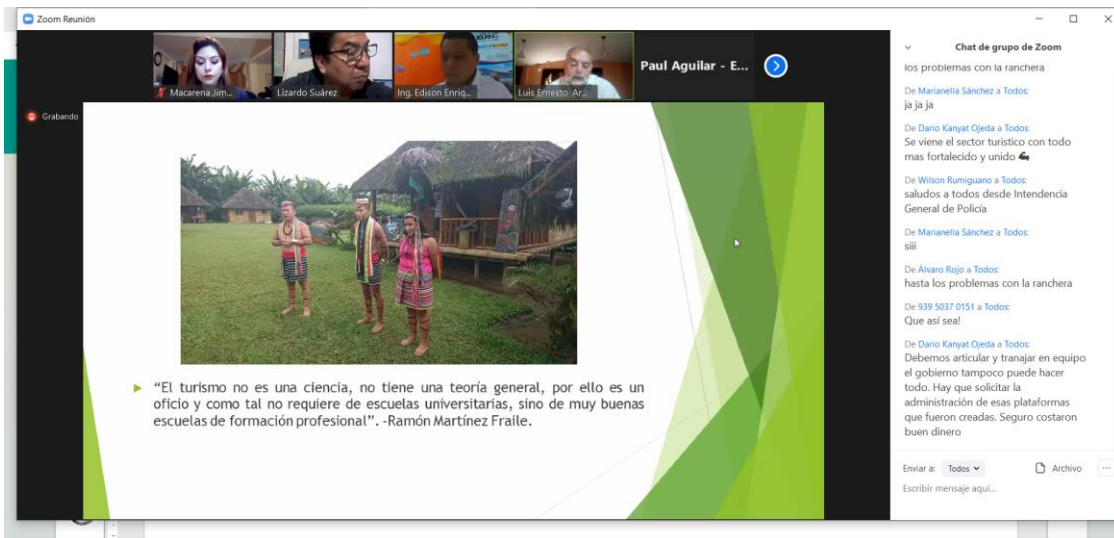 Zoom Reunión
Macarena Jim...
Lizardo Suárez
Ing. Edison Enriq...
Luis Ernesto Ar...
Paul Aguilar - E...
Grabando
“El turismo no es una ciencia, no tiene una teoría general, por ello es un
oficio y como tal no requiere de escuelas universitarias, sino de muy buenas
escuelas de formación profesional”. -Ramón Martínez Fraile.
Chat de grupo de Zoom
los problemas con la ranchera
De Marianella Sánchez a Todos:
ja ja ja
De Dario Kanyat Ojeda a Todos:
Se viene el sector turistico con todo
mas fortalecido y unido
De Wilson Rumiguano a Todos:
saludos a todos desde Intendencia
General de Policía
De Marianella Sánchez a Todos:
siii
De Álvaro Rojo a Todos:
hasta los problemas con la ranchera
De 939 5037 0151 a Todos:
Que así sea!
De Dario Kanyat Ojeda a Todos:
Debemos articular y tranajar en equipo
el gobierno tampoco puede hacer
todo. Hay que solicitar la
administración de esas plataformas
que fueron creadas. Seguro costaron
buen dinero
Enviar a: Todos
Archivo
Escribir mensaje aquí...